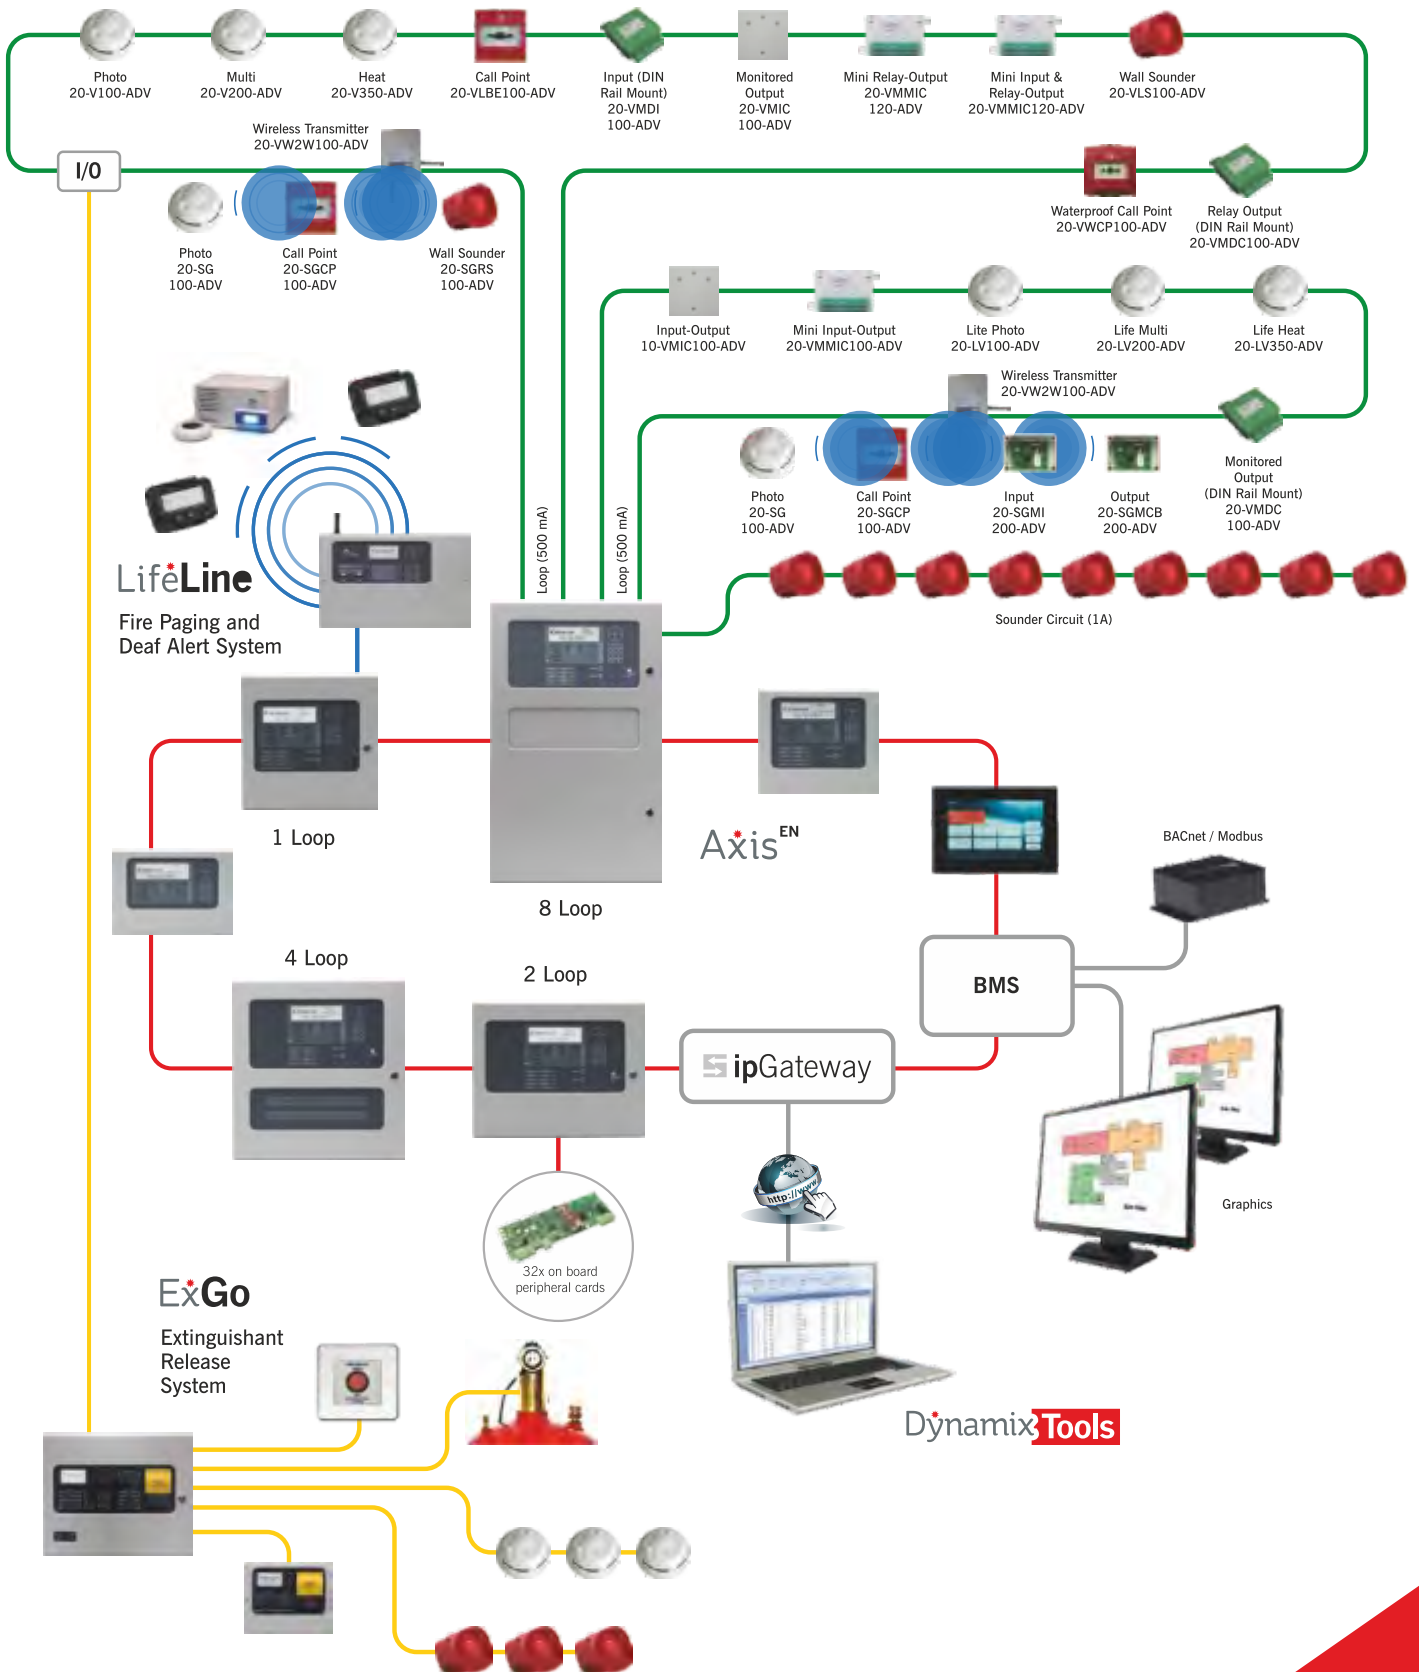 Photo
20-V100-ADV
Multi
20-V200-ADV
Heat
20-V350-ADV
Call Point
20-VLBE100-ADV
Input (DIN
Rail Mount)
20-VMDI
100-ADV
Monitored
Output
20-VMIC
100-ADV
Mini Relay-Output
20-VMMIC
120-ADV
Mini Input &
Relay-Output
20-VMMIC120-ADV
Wall Sounder
20-VLS100-ADV
Wireless Transmitter
20-VW2W100-ADV
I/O
Photo
20-SG
100-ADV
Call Point
20-SGCP
100-ADV
Wall Sounder
20-SGRS
100-ADV
Waterproof Call Point
20-VWCP100-ADV
Relay Output
(DIN Rail Mount)
20-VMDC100-ADV
Input-Output
10-VMIC100-ADV
Mini Input-Output
20-VMMIC100-ADV
Lite Photo
20-LV100-ADV
Life Multi
20-LV200-ADV
Life Heat
20-LV350-ADV
Wireless Transmitter
20-VW2W100-ADV
Photo
20-SG
100-ADV
Call Point
20-SGCP
100-ADV
Input
20-SGMI
200-ADV
Output
20-SGMCB
200-ADV
Monitored
Output
(DIN Rail Mount)
20-VMDC
100-ADV
Loop (500 mA)
Loop (500 mA)
Sounder Circuit (1A)
LifeLine
Fire Paging and
Deaf Alert System
1 Loop
8 Loop
Axis EN
BACnet / Modbus
4 Loop
2 Loop
BMS
ipGateway
http://www
Graphics
32x on board
peripheral cards
ExGo
Extinguishant
Release
System
Dynamix Tools